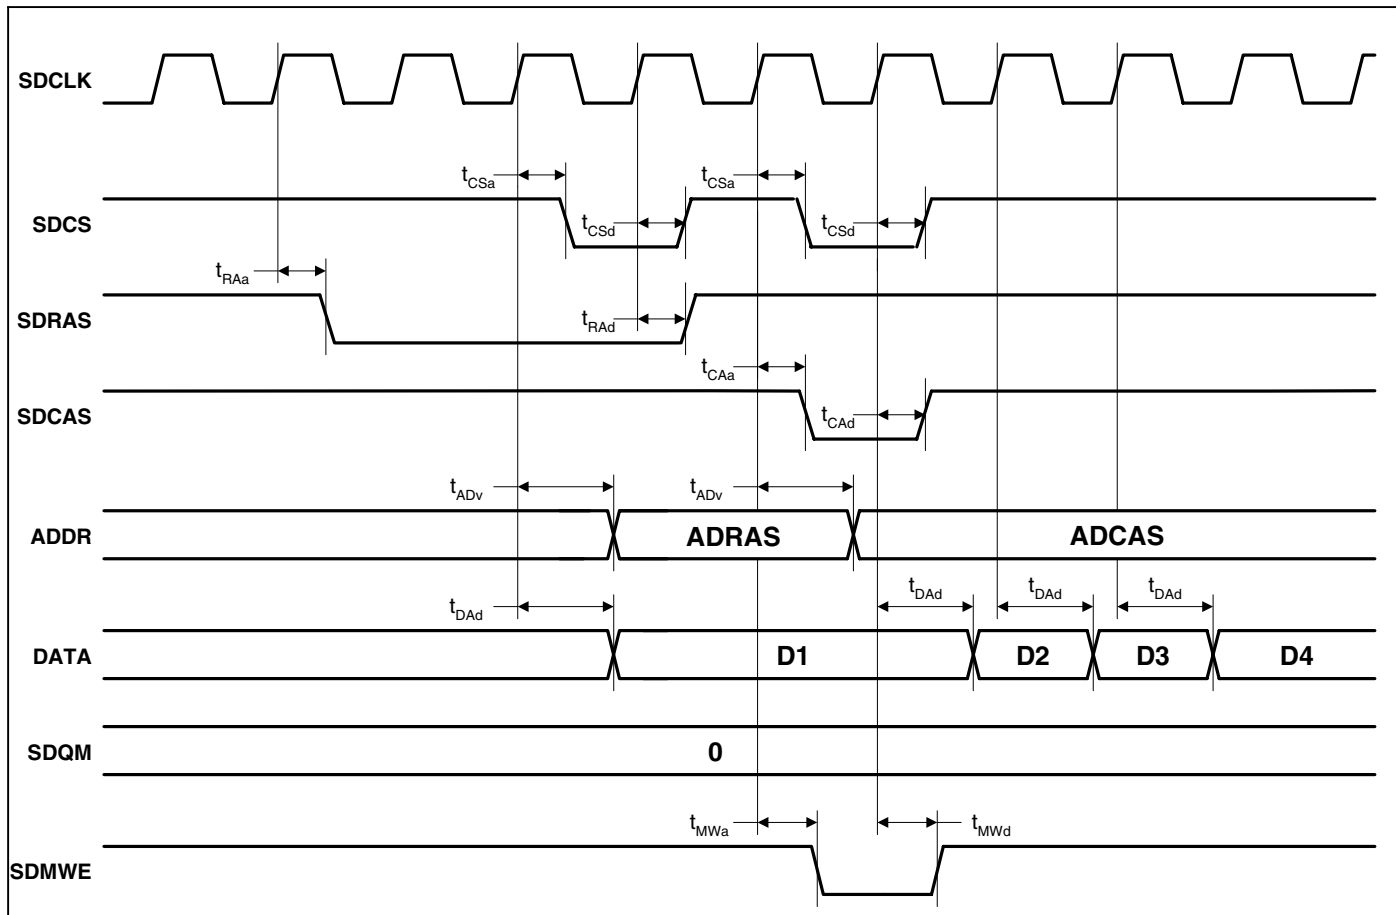 SDCLK
t_CSa t_CSa
SDCS t_CSd t_CSd
t_RAa
SDRAS t_RAd
t_CAa
SDCAS t_CAd
t_ADv t_ADv
ADDR ADRAS ADCAS
t_DAd t_DAd t_DAd t_DAd
DATA D1 D2 D3 D4
SDQM 0
t_MWa t_MWd
SDMWE